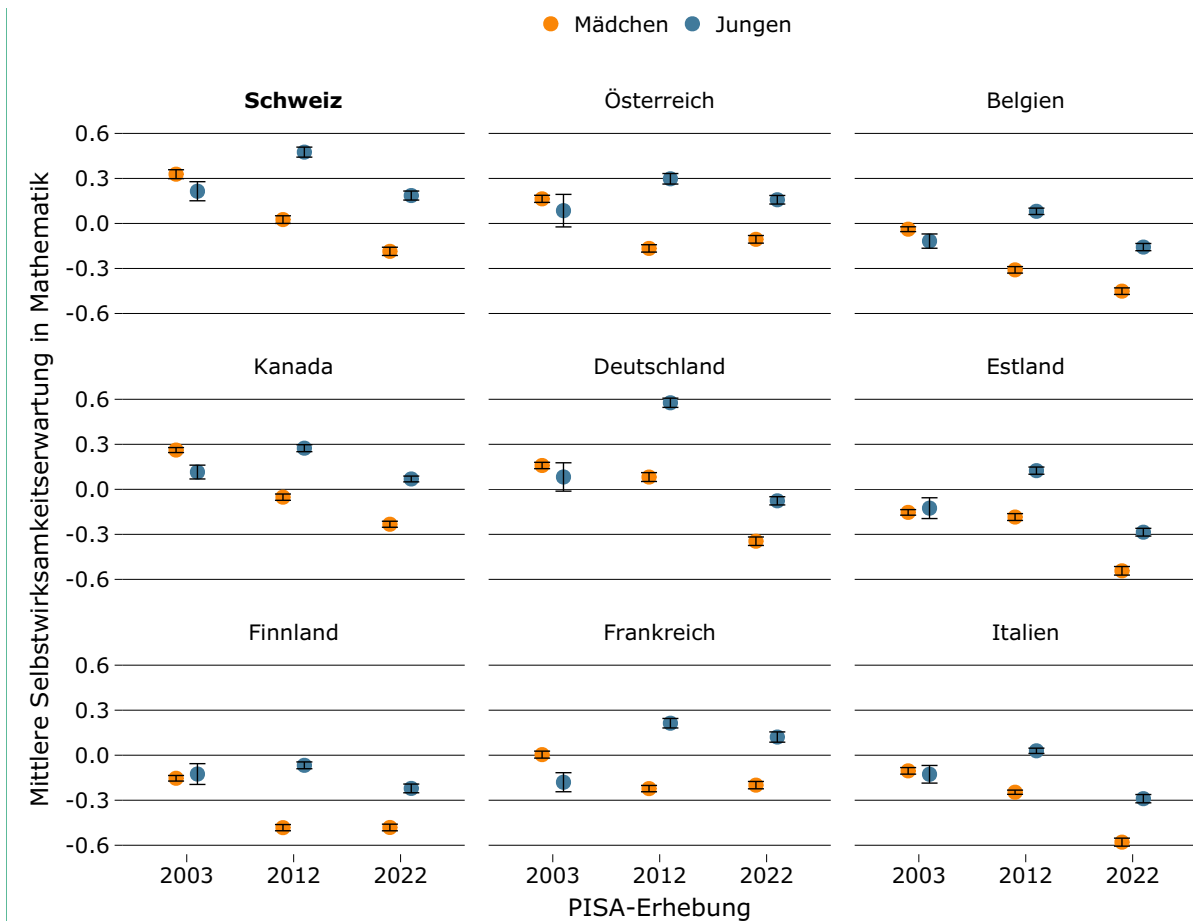 Mädchen Jungen
Schweiz Österreich Belgien
0.6
0.3
0.0
-0.3
-0.6
Kanada Deutschland Estland
0.6
0.3
0.0
-0.3
-0.6
Finnland Frankreich Italien
0.6
0.3
0.0
-0.3
-0.6
2003 2012 2022 2003 2012 2022 2003 2012 2022
PISA-Erhebung
Mittlere Selbstwirksamkeitserwartung in Mathematik